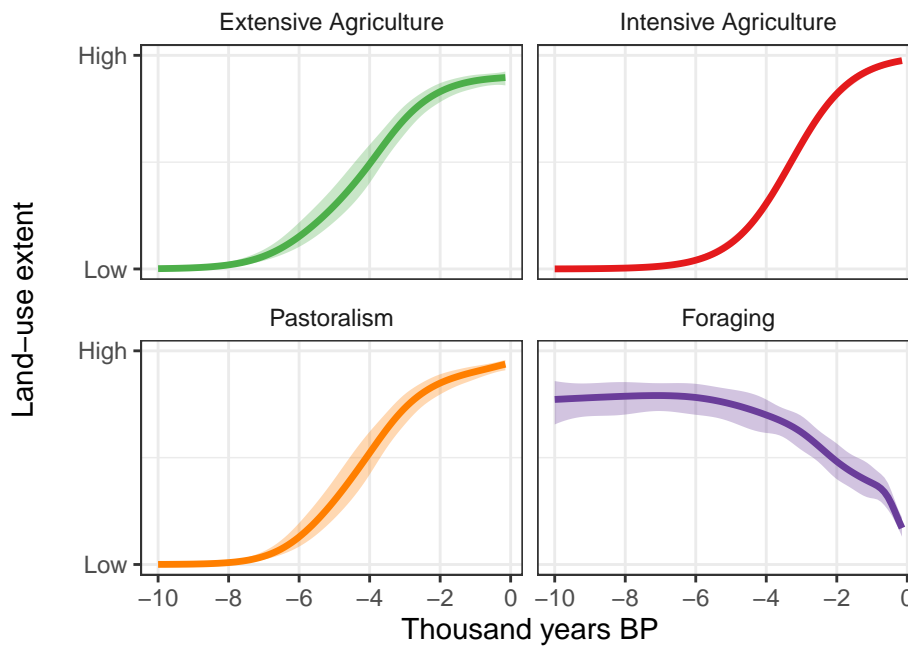 Extensive Agriculture
Intensive Agriculture
High
Low
Pastoralism
Foraging
High
Low
Land−use extent
−10 −8 −6 −4 −2 0
−10 −8 −6 −4 −2 0
Thousand years BP